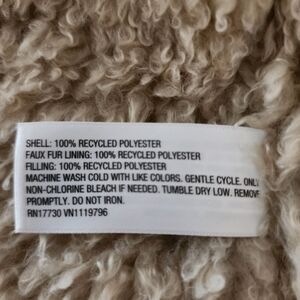 SHELL: 100% RECYCLED POLYESTER
FAUX FUR LINING: 100% RECYCLED POLYESTER
FILLING: 100% RECYCLED POLYESTER
MACHINE WASH COLD WITH LIKE COLORS. GENTLE CYCLE. ONLY
NON-CHLORINE BLEACH IF NEEDED. TUMBLE DRY LOW. REMOVE
PROMPTLY. DO NOT IRON.
RN17730 VN1119796